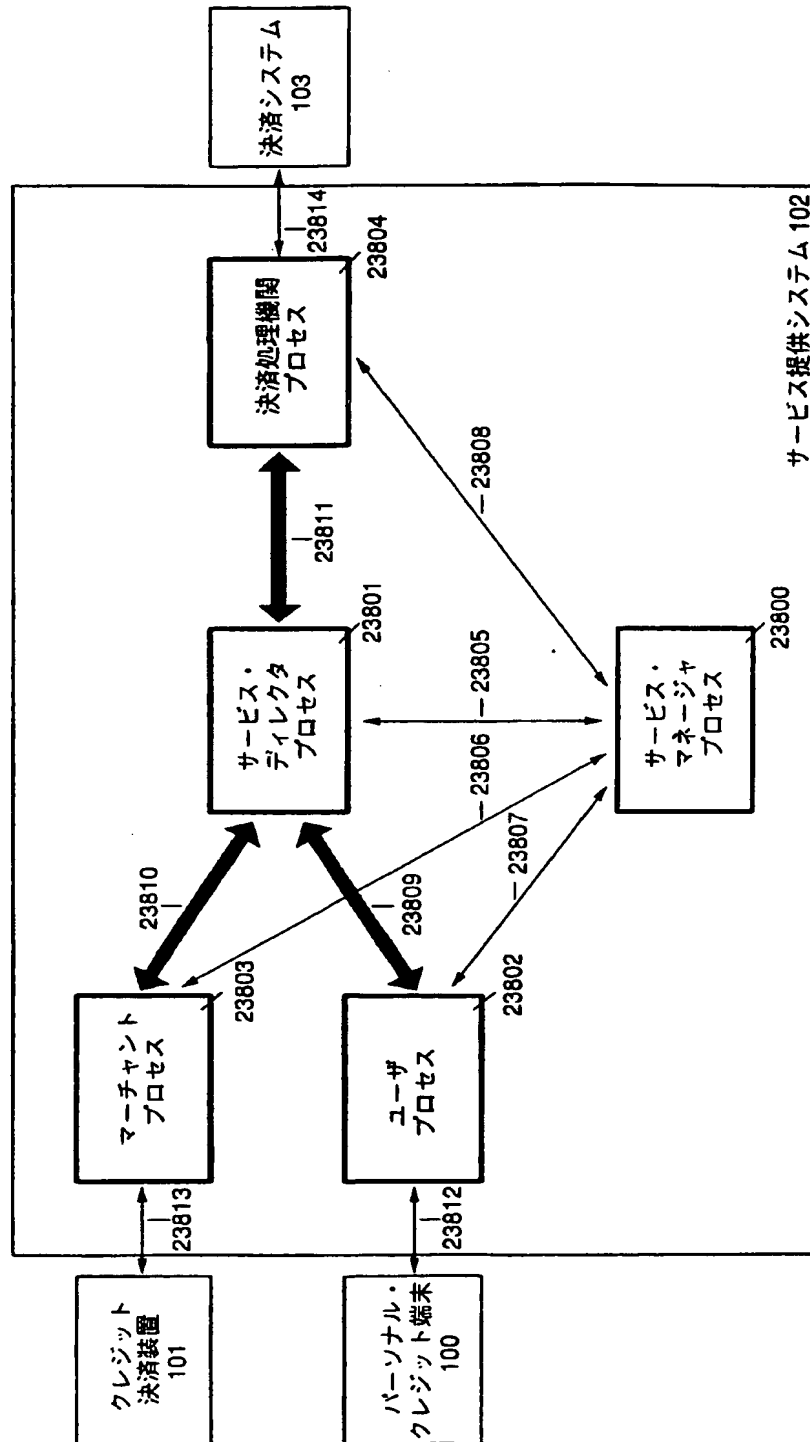 クレジット
決済装置
101
パーソナル・
クレジット端末
100
23813
23812
マーチャント
プロセス
23803
ユーザ
プロセス
23802
23810
23809
23806
23807
23805
サービス・
ディレクタ
プロセス
23801
サービス・
マネージャ
プロセス
23800
23811
23808
決済処理機関
プロセス
23804
23814
決済システム
103
サービス提供システム 102